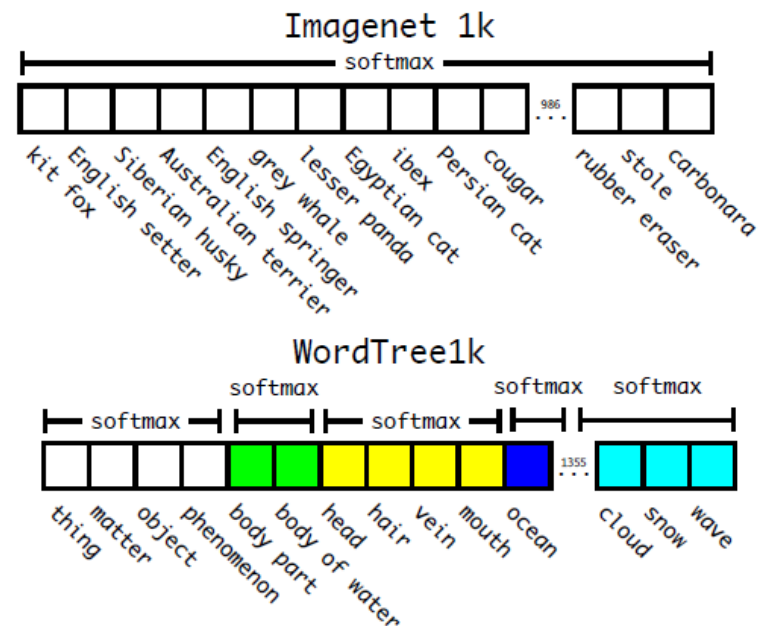 Imagenet 1k
softmax
986
...
kit fox
English setter
Siberian husky
Australian terrier
English springer
grey whale
lesser panda
Egyptian cat
ibex
Persian cat
cougar
rubber eraser
stole
carbonara
WordTree1k
softmax
softmax
softmax
softmax
softmax
1355
...
thing
matter
object
phenomenon
body part
body of water
head
hair
vein
mouth
ocean
cloud
snow
wave